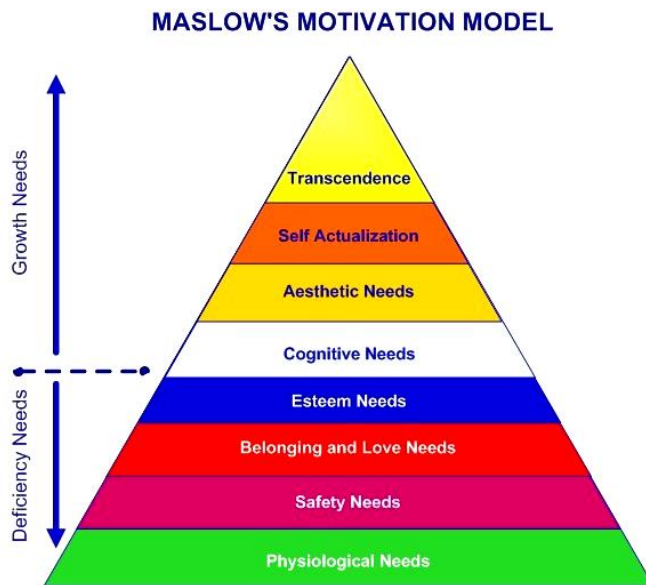 MASLOW'S MOTIVATION MODEL
Growth Needs
Deficiency Needs
Transcendence
Self Actualization
Aesthetic Needs
Cognitive Needs
Esteem Needs
Belonging and Love Needs
Safety Needs
Physiological Needs